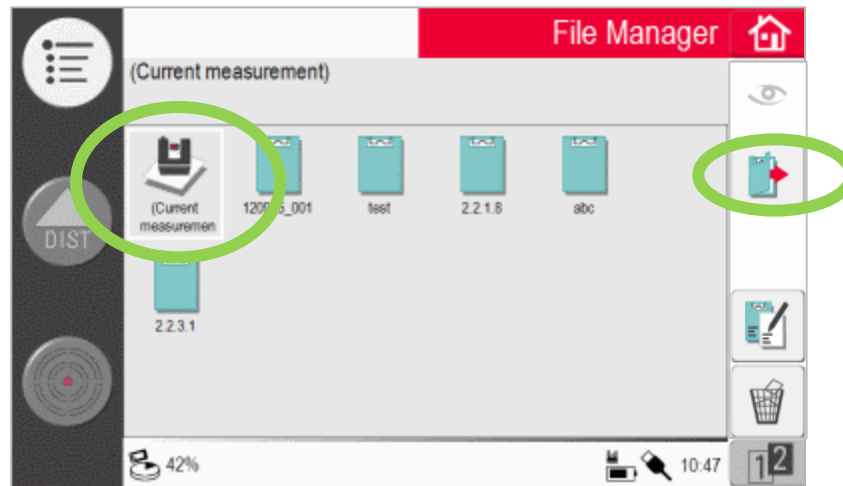 File Manager
(Current measurement)
(Current
measuremen
test
2.2.1.8
abc
2.2.3.1
DIST
42%
10:47
1 2